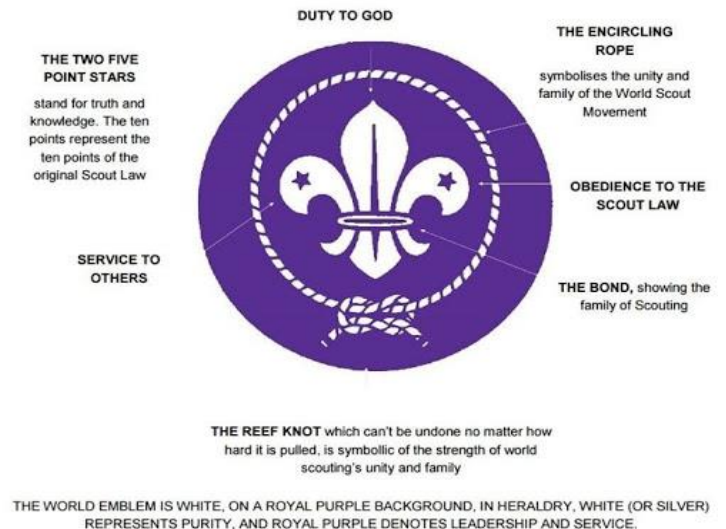 DUTY TO GOD
THE TWO FIVE
POINT STARS
stand for truth and
knowledge. The ten
points represent the
ten points of the
original Scout Law
THE ENCIRCLING
ROPE
symbolises the unity and
family of the World Scout
Movement
OBEDIENCE TO THE
SCOUT LAW
SERVICE TO
OTHERS
THE BOND, showing the
family of Scouting
THE REEF KNOT which can't be undone no matter how
hard it is pulled, is symbollic of the strength of world
scouting's unity and family
THE WORLD EMBLEM IS WHITE, ON A ROYAL PURPLE BACKGROUND, IN HERALDRY, WHITE (OR SILVER)
REPRESENTS PURITY, AND ROYAL PURPLE DENOTES LEADERSHIP AND SERVICE.